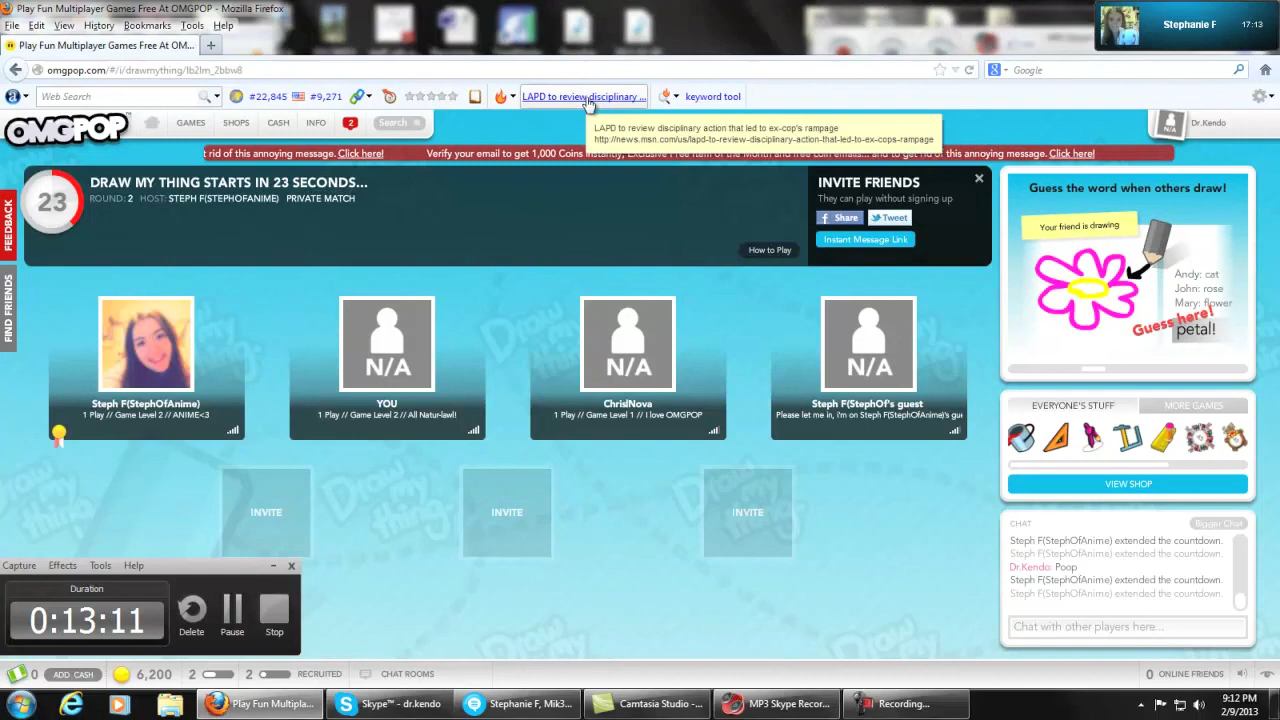 Play Fun Multiplayer Games Free At OMGPOP - Mozilla Firefox
File Edit View History Bookmarks Tools Help
Stephanie F 17:13
Play Fun Multiplayer Games Free At OM...
omgpop.com/#/i/drawmything/lb2lm_2bbw8
Google
Web Search
#22,845 #9,271
LAPD to review disciplinary ...
keyword tool
LAPD to review disciplinary action that led to ex-cop's rampage
http://news.msn.com/us/lapd-to-review-disciplinary-action-that-led-to-ex-cops-rampage
OMGPOP
GAMES SHOP CASH INFO 2 Search
Dr.Kendo
t rid of this annoying message. Click here!
Verify your email to get 1,000 Coins Instantly, Exclusive Free Item of the Month and free coin emails... and to get rid of this annoying message. Click here!
FEEDBACK
FIND FRIENDS
23
DRAW MY THING STARTS IN 23 SECONDS...
ROUND: 2 HOST: STEPH F(STEPHOFANIME) PRIVATE MATCH
How to Play
INVITE FRIENDS
They can play without signing up
Share Tweet
Instant Message Link
Guess the word when others draw!
Your friend is drawing
Andy: cat
John: rose
Mary: flower
Guess here!
petal!
N/A
N/A
N/A
Steph F(StephOfAnime)
1 Play // Game Level 2 // ANIME<3
YOU
1 Play // Game Level 2 // All Natur-lawl!
ChrisINova
1 Play // Game Level 1 // I love OMGPOP
Steph F(StephOf's guest
Please let me in, i'm on Steph F(StephOfAnime)'s gue
INVITE
INVITE
INVITE
EVERYONE'S STUFF MORE GAMES
VIEW SHOP
CHAT Bigger Chat
Steph F(StephOfAnime) extended the countdown.
Steph F(StephOfAnime) extended the countdown.
Dr.Kendo: Poop
Steph F(StephOfAnime) extended the countdown.
Steph F(StephOfAnime) extended the countdown.
Chat with other players here...
Capture Effects Tools Help
Duration
0:13:11
Delete Pause Stop
0 ADD CASH 6,200 2 2 RECRUITED CHAT ROOMS 0 ONLINE FRIENDS
Play Fun Multipla...
Skype™ - dr.kendo
Stephanie F, Mik3...
Camtasia Studio -...
MP3 Skype Recor...
Recording...
9:12 PM
2/9/2013